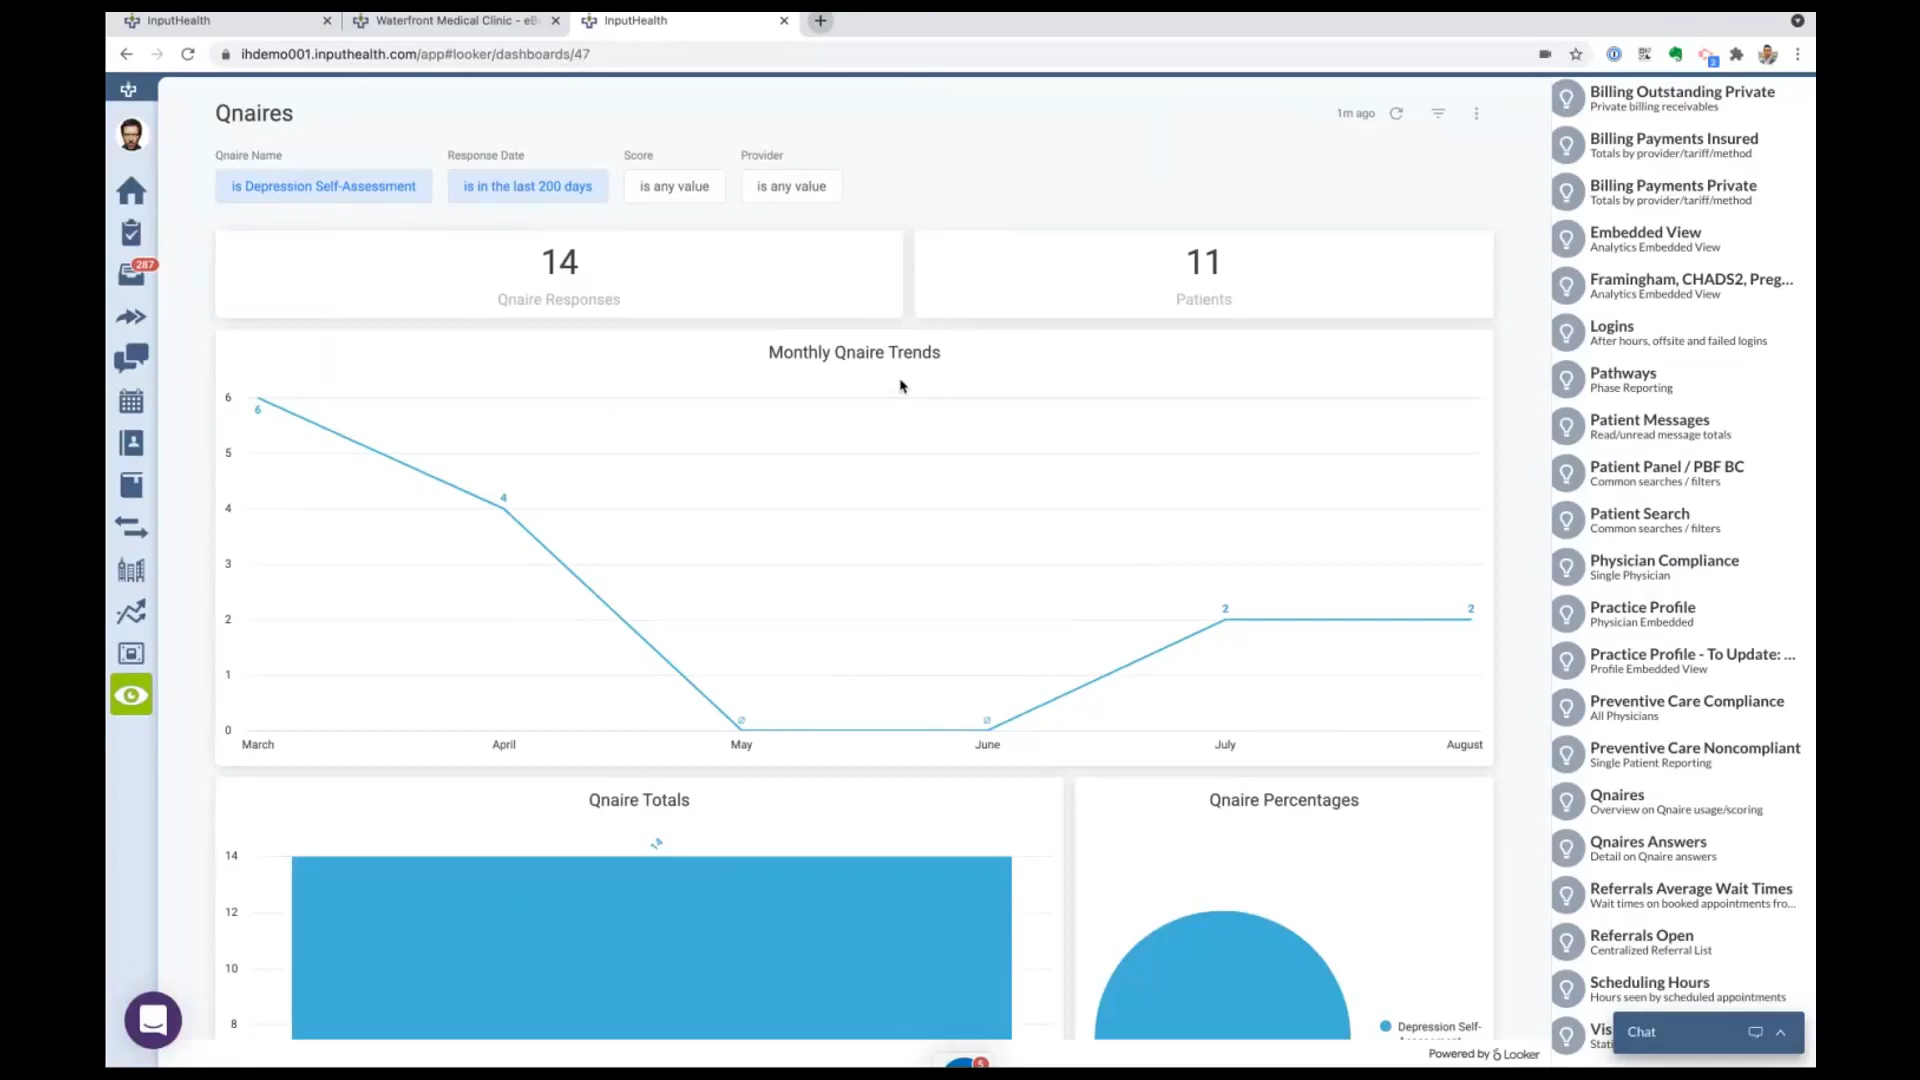 InputHealth
Waterfront Medical Clinic - eB
InputHealth
ihdemo001.inputhealth.com/app#looker/dashboards/47
2
287
Qnaires
1m ago
Qnaire Name
Response Date
Score
Provider
is Depression Self-Assessment
is in the last 200 days
is any value
is any value
14
Qnaire Responses
11
Patients
Monthly Qnaire Trends
6
5
4
3
2
1
0
6
4
ø
ø
2
2
March
April
May
June
July
August
Qnaire Totals
14
14
12
10
8
Qnaire Percentages
Depression Self-
Powered by Looker
5
Billing Outstanding Private
Private billing receivables
Billing Payments Insured
Totals by provider/tariff/method
Billing Payments Private
Totals by provider/tariff/method
Embedded View
Analytics Embedded View
Framingham, CHADS2, Preg...
Analytics Embedded View
Logins
After hours, offsite and failed logins
Pathways
Phase Reporting
Patient Messages
Read/unread message totals
Patient Panel / PBF BC
Common searches / filters
Patient Search
Common searches / filters
Physician Compliance
Single Physician
Practice Profile
Physician Embedded
Practice Profile - To Update: ...
Profile Embedded View
Preventive Care Compliance
All Physicians
Preventive Care Noncompliant
Single Patient Reporting
Qnaires
Overview on Qnaire usage/scoring
Qnaires Answers
Detail on Qnaire answers
Referrals Average Wait Times
Wait times on booked appointments fro...
Referrals Open
Centralized Referral List
Scheduling Hours
Hours seen by scheduled appointments
Vis
Stati
Chat